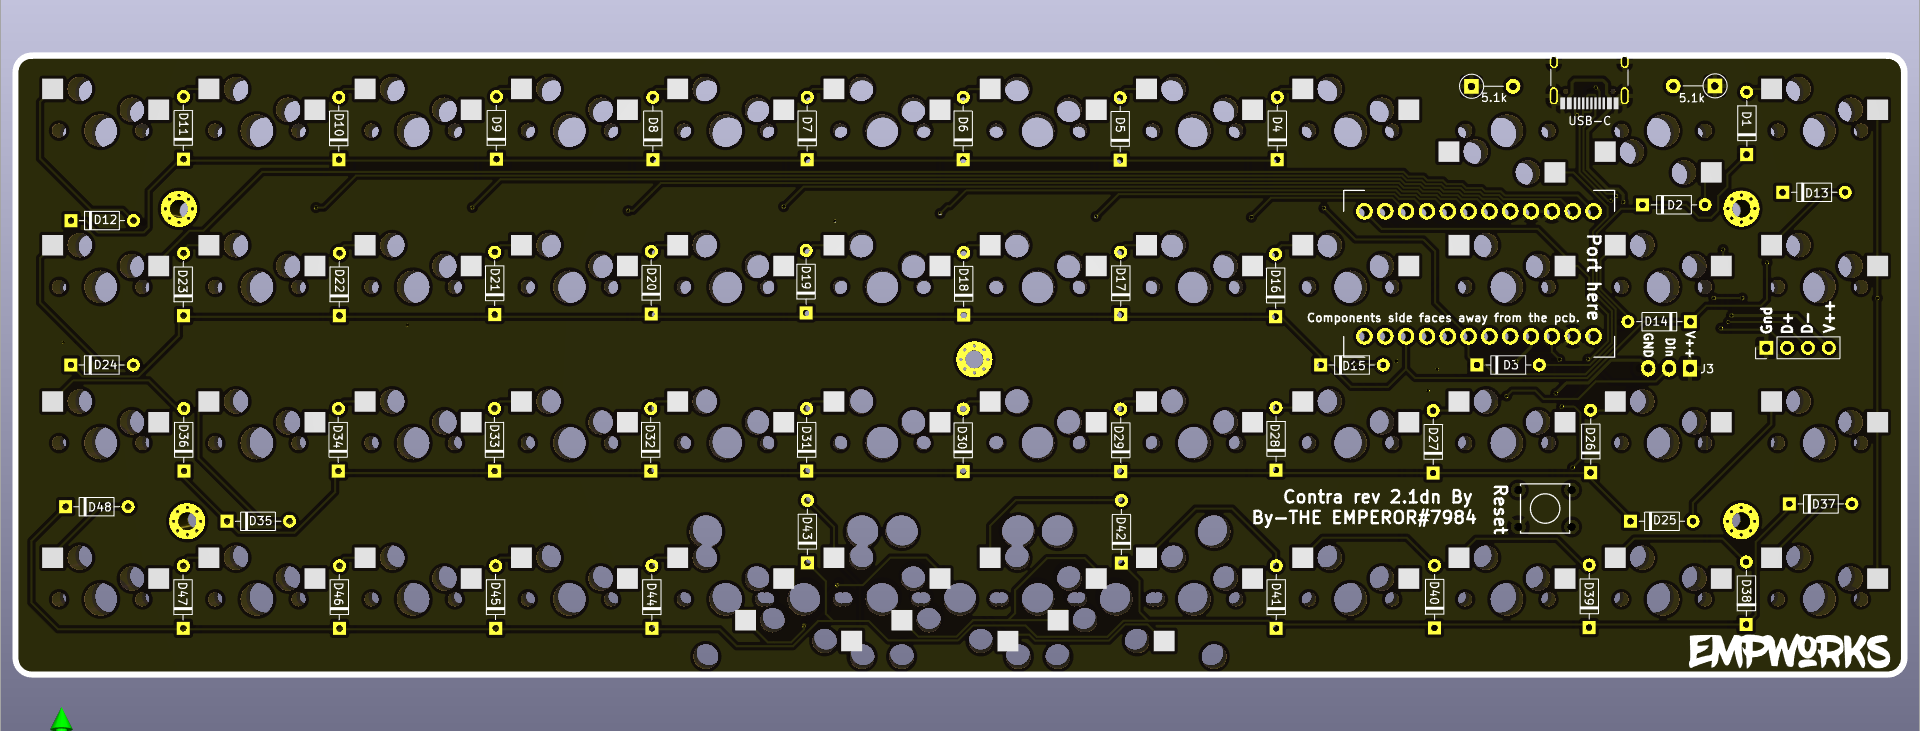 5.1k
USB-C
5.1k
D11
D10
D9
D8
D7
D6
D5
D4
D1
D12
D2
D13
D23
D22
D21
D20
D19
D18
D17
D16
Port here
Components side faces away from the pcb.
D14
Gnd
D+
D-
V++
GND
DIn
V++
J3
D24
D15
D3
D36
D34
D33
D32
D31
D30
D29
D28
D27
D26
Contra rev 2.1dn By
By-THE EMPEROR#7984
Reset
D48
D35
D43
D42
D25
D37
D47
D46
D45
D44
D41
D40
D39
D38
EMPWORKS